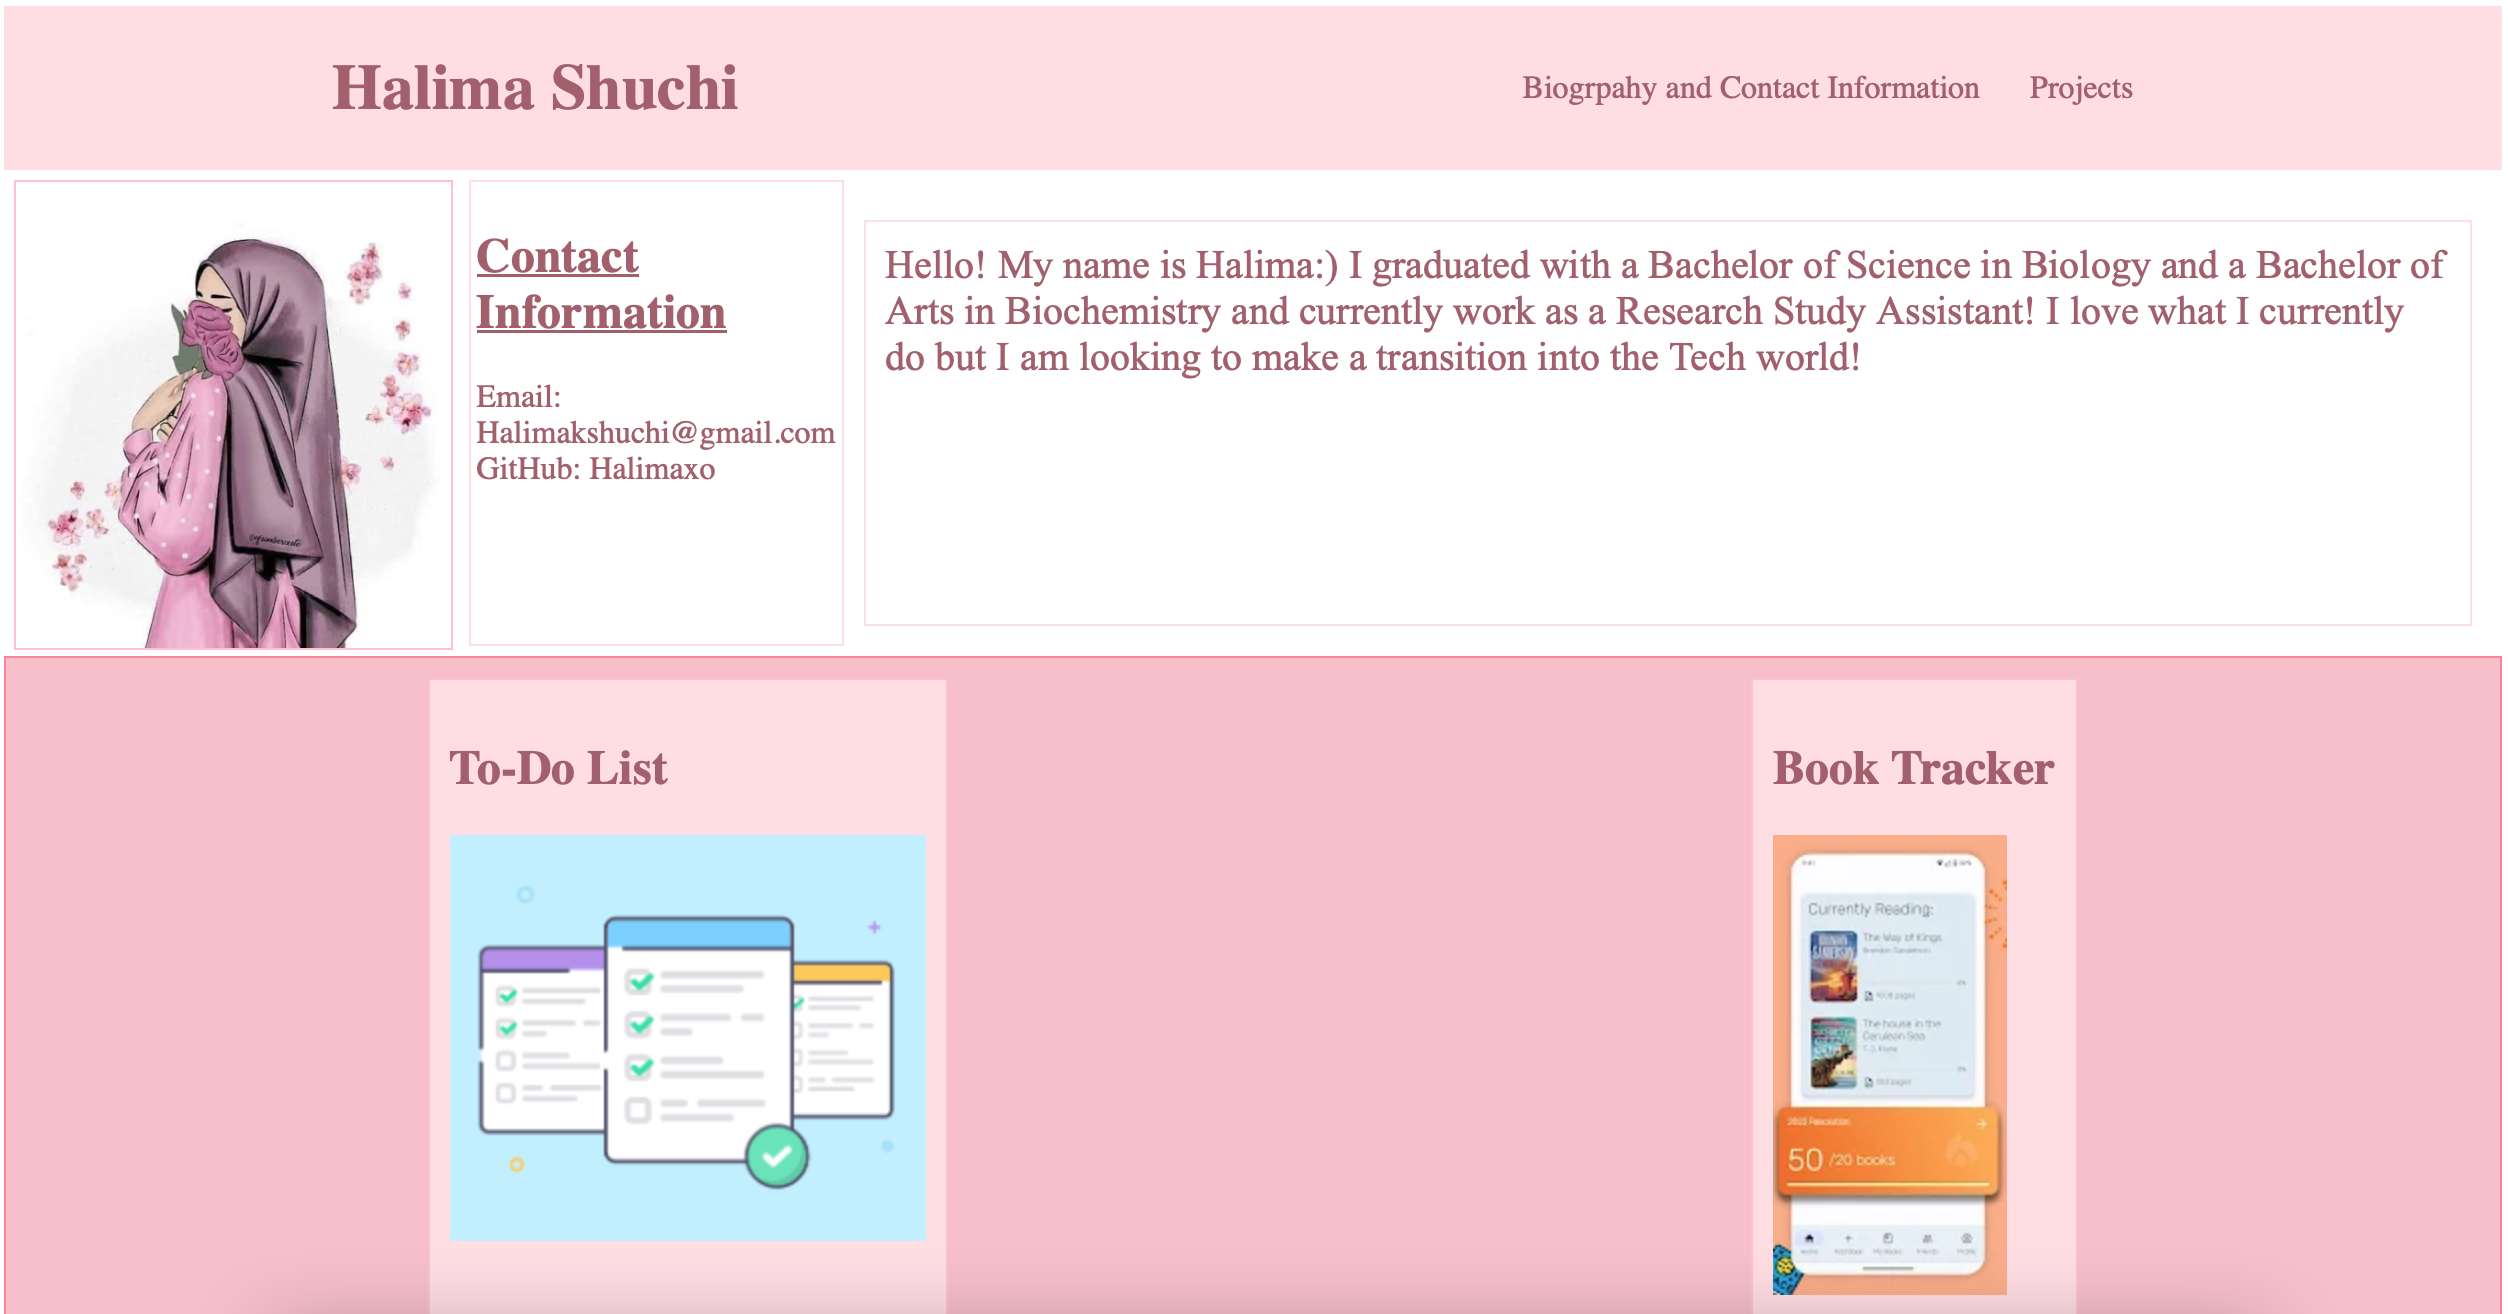 Halima Shuchi
Biogrpahy and Contact Information
Projects
Contact
Information
Email:
Halimakshuchi@gmail.com
GitHub: Halimaxo
Hello! My name is Halima:) I graduated with a Bachelor of Science in Biology and a Bachelor of
Arts in Biochemistry and currently work as a Research Study Assistant! I love what I currently
do but I am looking to make a transition into the Tech world!
To-Do List
Book Tracker
Currently Reading:
The Way of Kings
Brandon Sanderson
The house in the
Cerulean Sea
50 /20 books